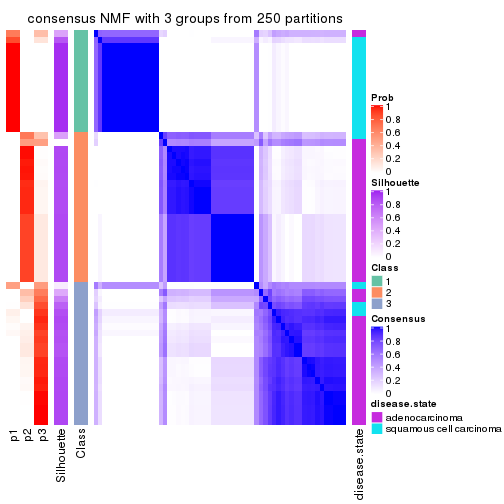 consensus NMF with 3 groups from 250 partitions
Prob
1
0.8
0.6
0.4
0.2
0
Silhouette
1
0.8
0.6
0.4
0.2
0
Class
1
2
3
Consensus
1
0.8
0.6
0.4
0.2
0
disease.state
adenocarcinoma
squamous cell carcinoma
p1
p2
p3
Silhouette
Class
disease.state